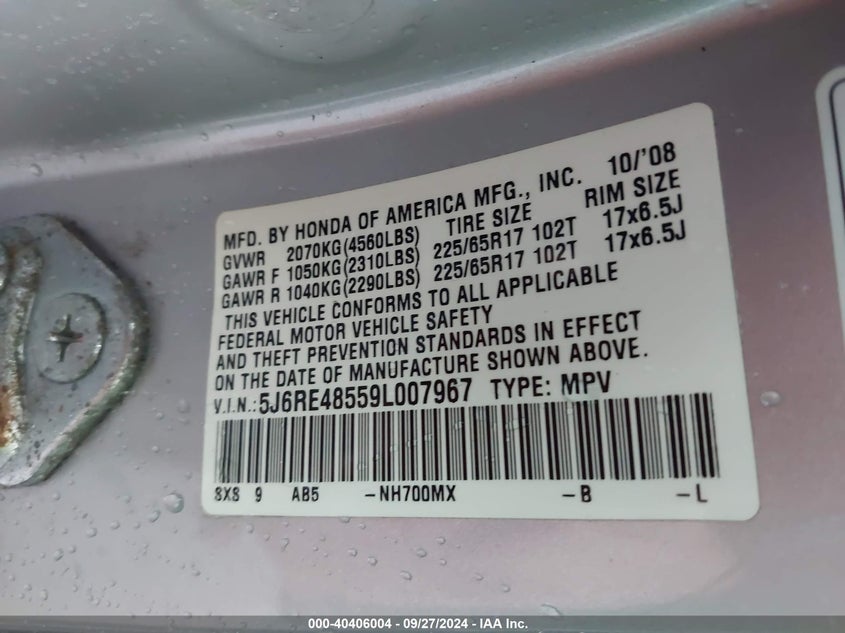 MFD. BY HONDA OF AMERICA MFG., INC. 10/'08
GVWR 2070KG(4560LBS) TIRE SIZE RIM SIZE
GAWR F 1050KG(2310LBS) 225/65R17 102T 17x6.5J
GAWR R 1040KG(2290LBS) 225/65R17 102T 17x6.5J
THIS VEHICLE CONFORMS TO ALL APPLICABLE
FEDERAL MOTOR VEHICLE SAFETY
AND THEFT PREVENTION STANDARDS IN EFFECT
ON THE DATE OF MANUFACTURE SHOWN ABOVE.
V.I.N.: 5J6RE48559L007967 TYPE: MPV
SXS 9 AB5 -NH700MX -B -L
000-40406004 - 09/27/2024 - IAA Inc.